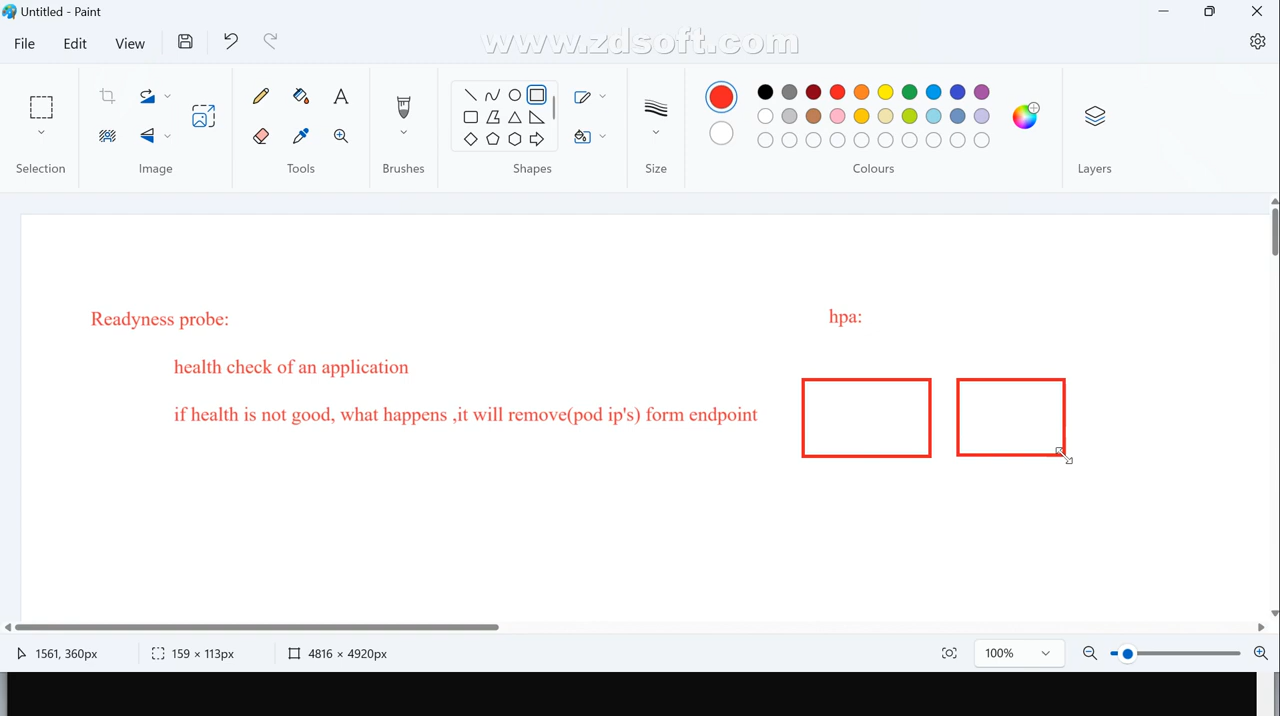 Untitled - Paint
File Edit View
www.zdsoft.com
Selection Image Tools Brushes Shapes Size Colours Layers
Readyness probe:
hpa:
health check of an application
if health is not good, what happens ,it will remove(pod ip's) form endpoint
1561, 360px 159 × 113px 4816 × 4920px 100%